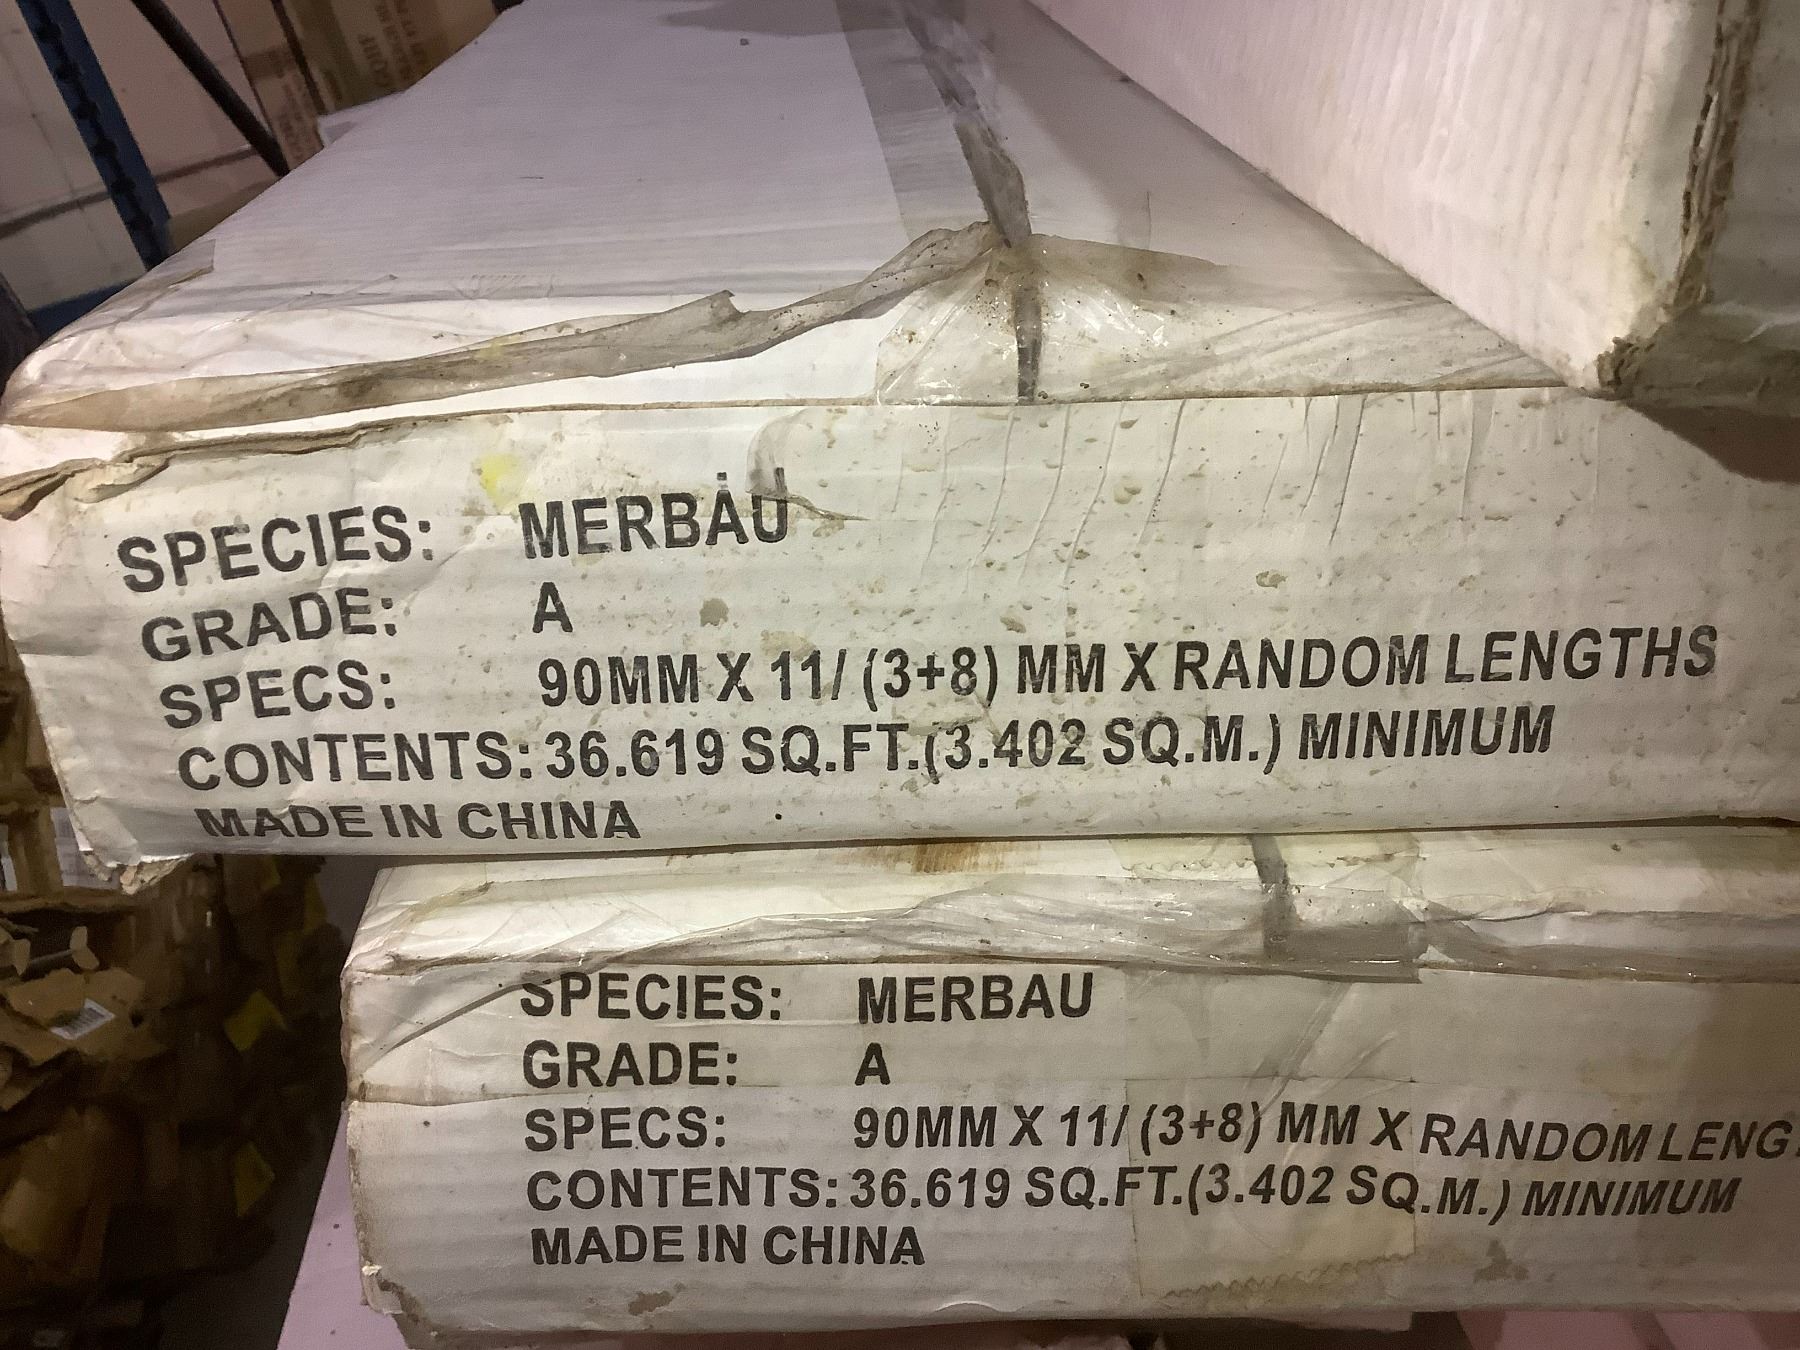 SPECIES: MERBAU
GRADE: A
SPECS: 90MM X 11/ (3+8) MM X RANDOM LENGTHS
CONTENTS: 36.619 SQ.FT.(3.402 SQ.M.) MINIMUM
MADE IN CHINA
SPECIES: MERBAU
GRADE: A
SPECS: 90MM X 11/ (3+8) MM X RANDOM LENG
CONTENTS: 36.619 SQ.FT.(3.402 SQ.M.) MINIMUM
MADE IN CHINA